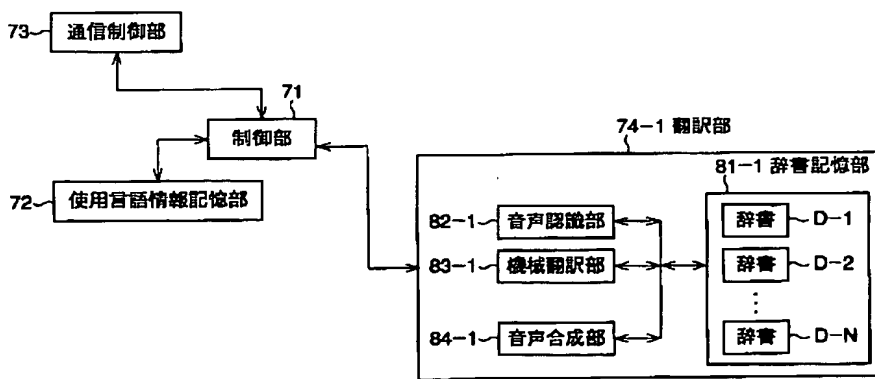 73 通信制御部
71
制御部
72 使用言語情報記憶部
74-1 翻訳部
81-1 辞書記憶部
82-1 音声認識部
83-1 機械翻訳部
84-1 音声合成部
辞書 D-1
辞書 D-2
辞書 D-N